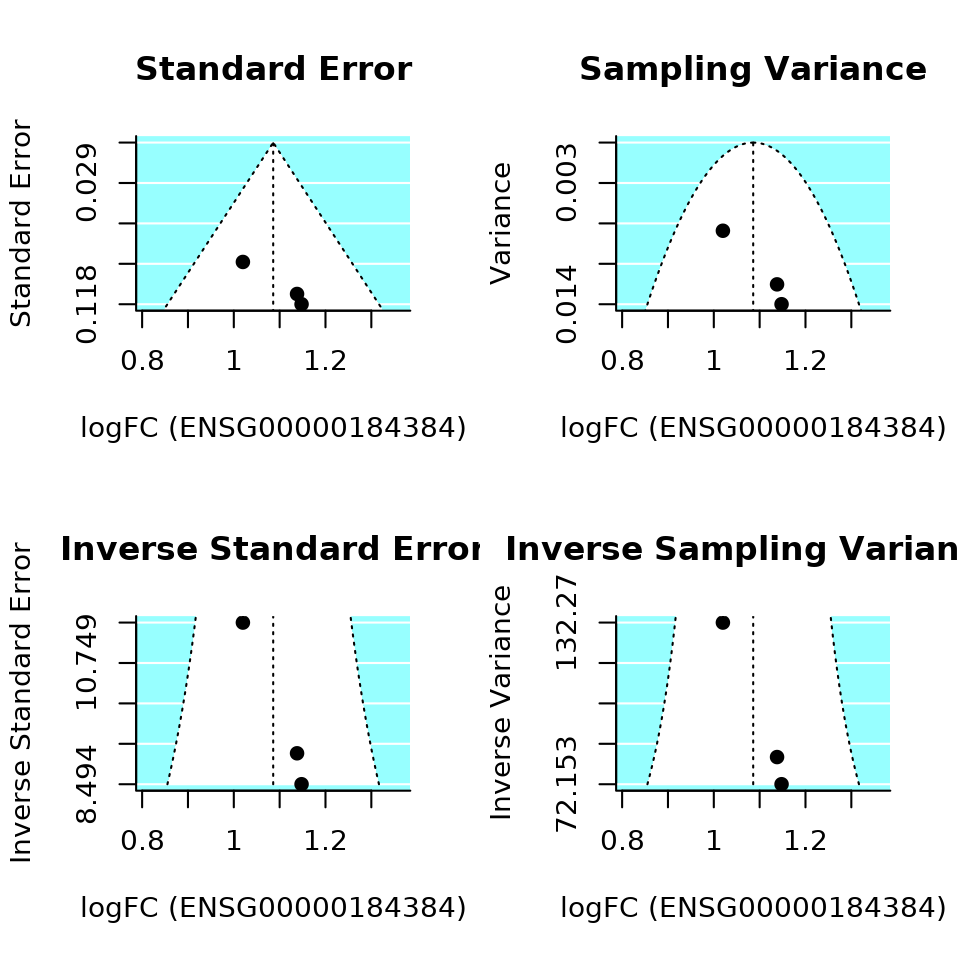 Standard Error
Standard Error
0.029
0.118
0.8 1 1.2
logFC (ENSG00000184384)
Sampling Variance
Variance
0.003
0.014
0.8 1 1.2
logFC (ENSG00000184384)
Inverse Standard Error
Inverse Standard Error
10.749
8.494
0.8 1 1.2
logFC (ENSG00000184384)
Inverse Sampling Varian
Inverse Variance
132.27
72.153
0.8 1 1.2
logFC (ENSG00000184384)